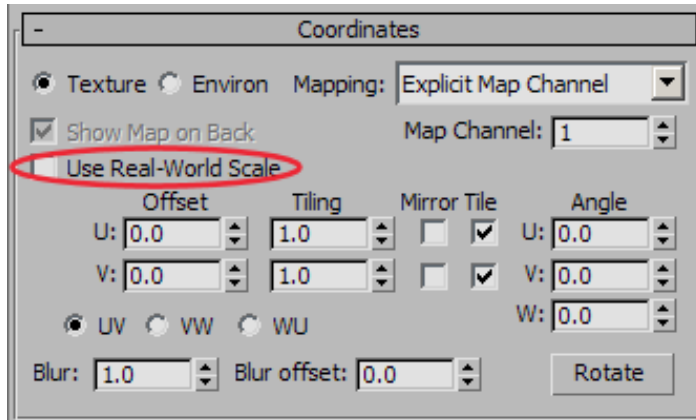 - Coordinates
Texture Environ Mapping: Explicit Map Channel
Show Map on Back Map Channel: 1
Use Real-World Scale
Offset Tiling Mirror Tile Angle
U: 0.0 1.0 U: 0.0
V: 0.0 1.0 V: 0.0
UV VW WU W: 0.0
Blur: 1.0 Blur offset: 0.0 Rotate